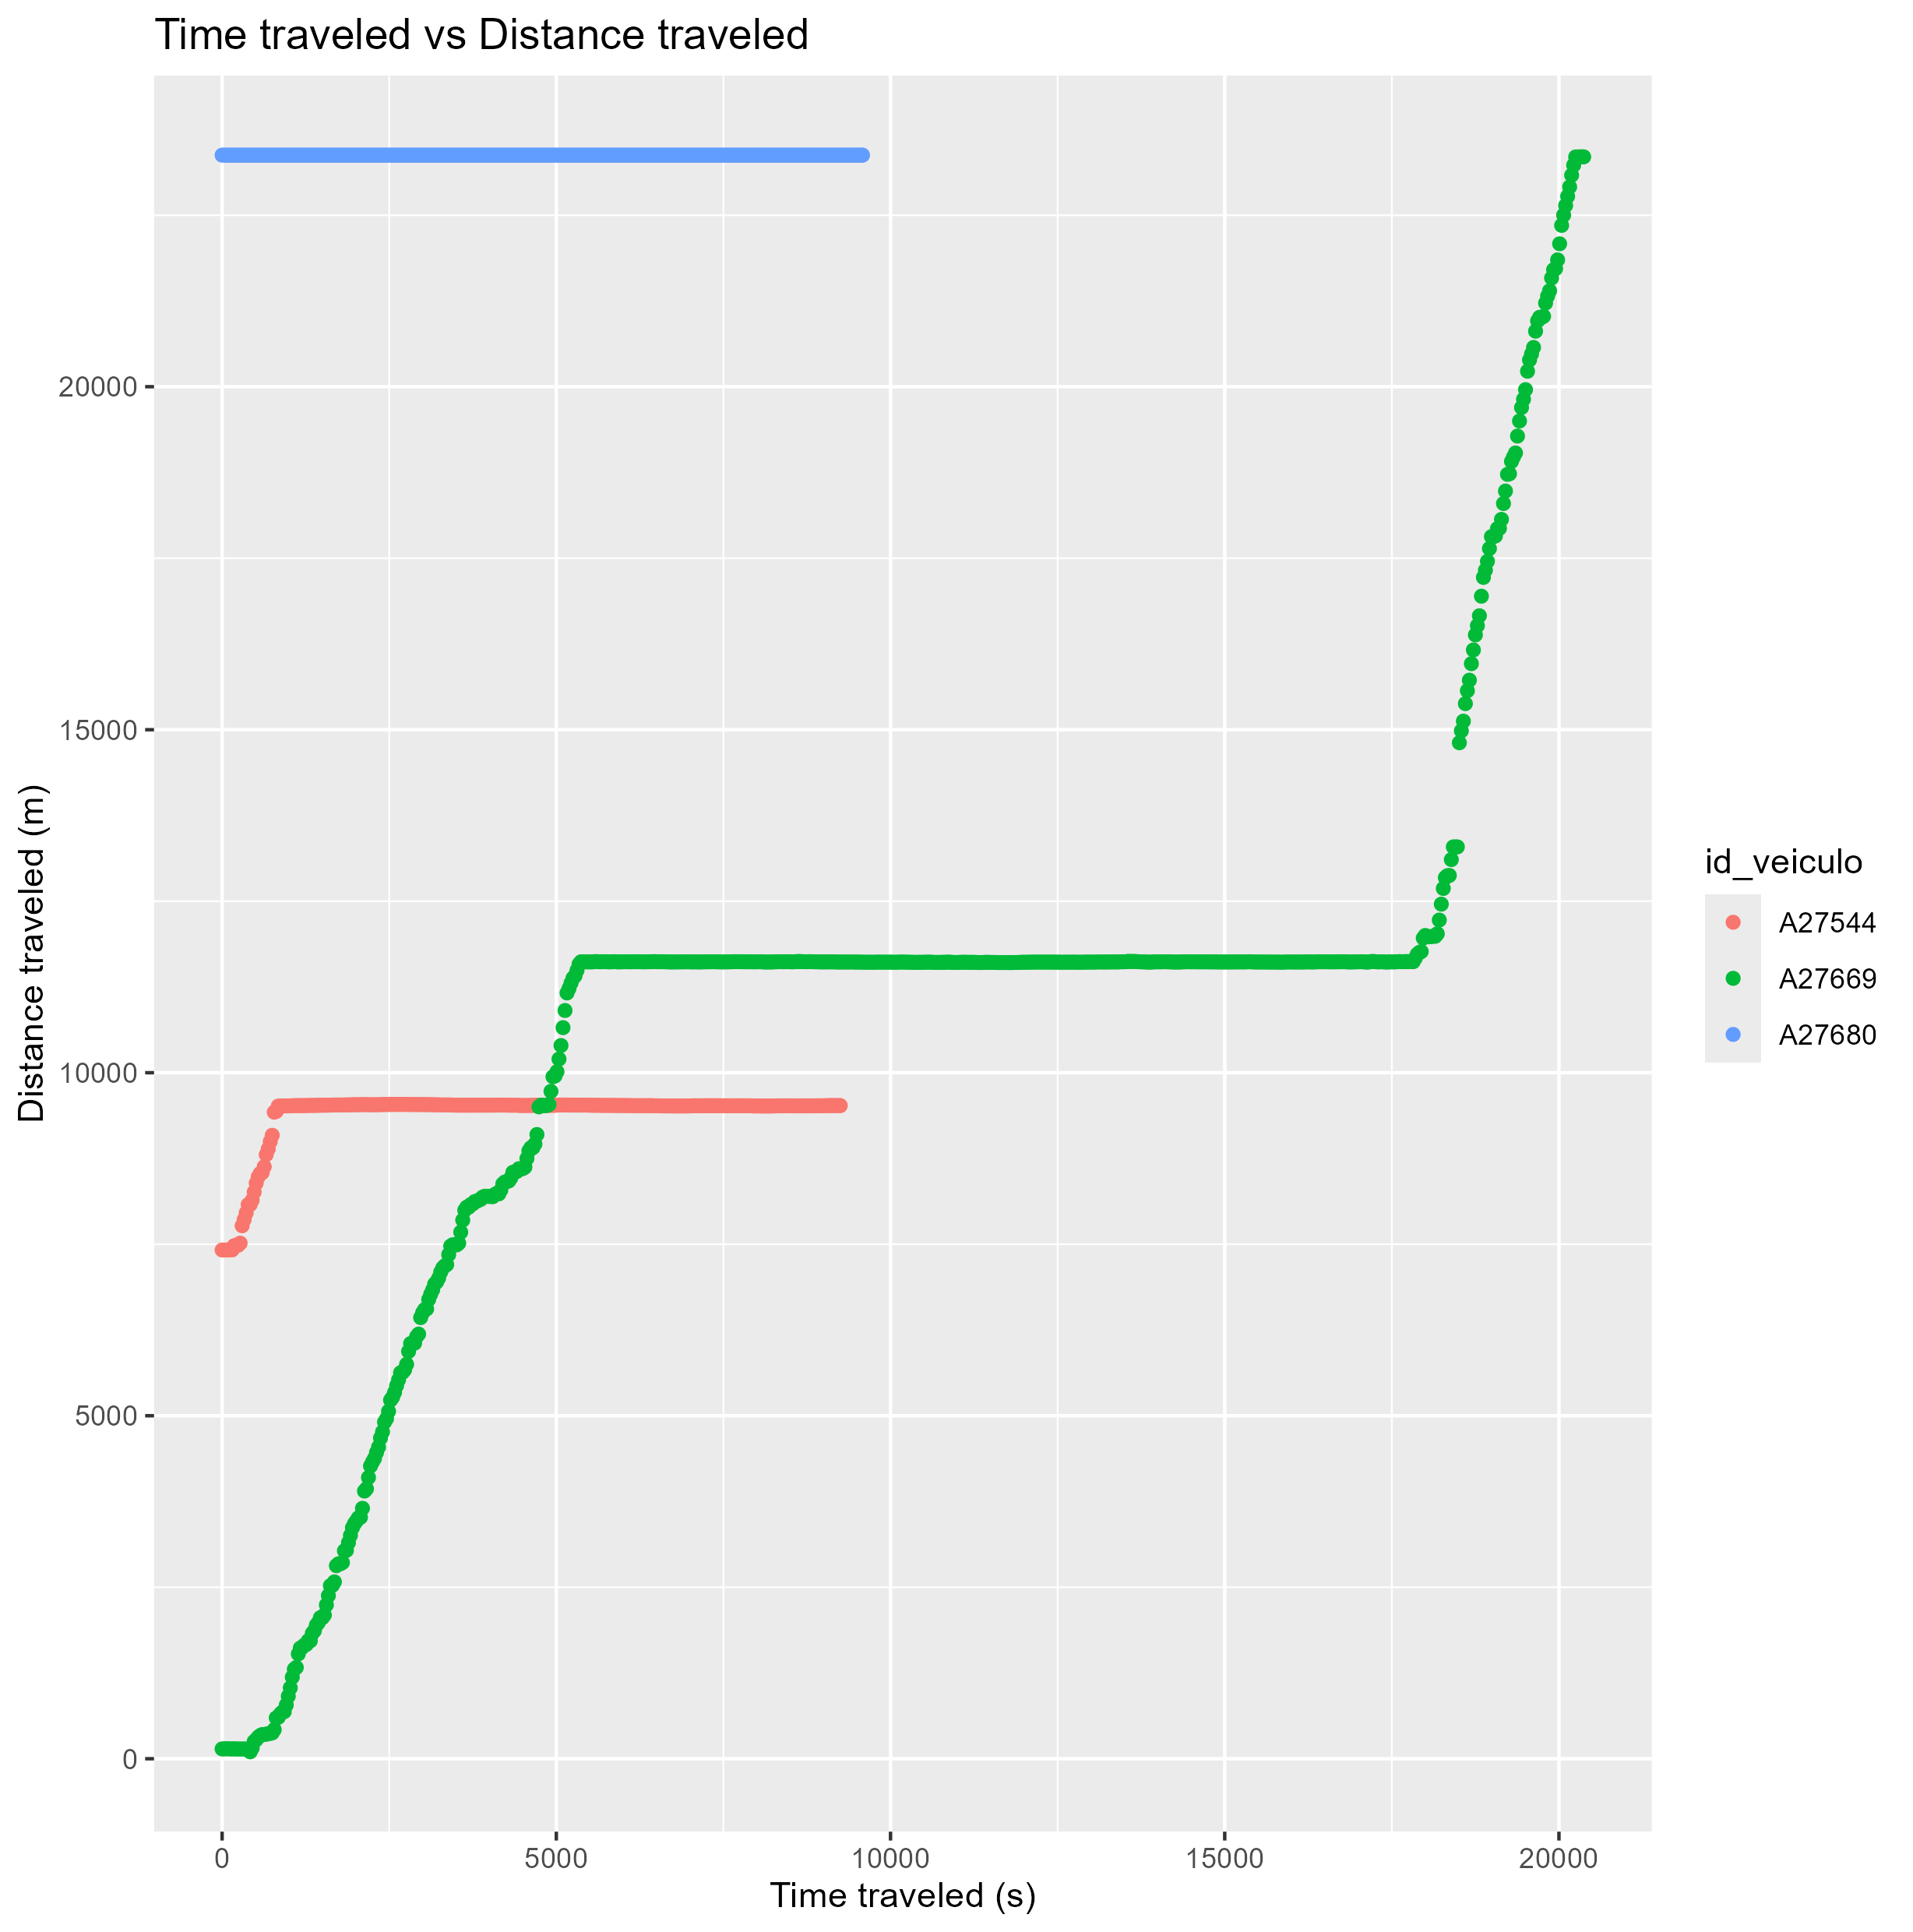 Time traveled vs Distance traveled
20000
15000
10000
5000
0
Distance traveled (m)
0 5000 10000 15000 20000
Time traveled (s)
id_veiculo
A27544
A27669
A27680